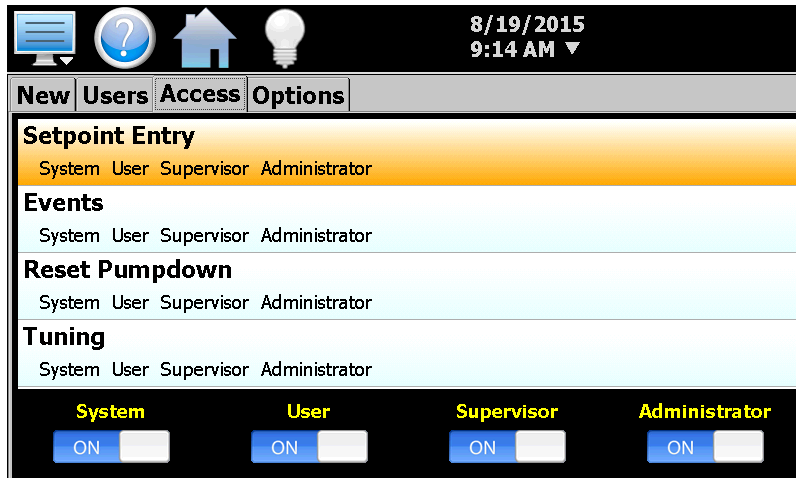 8/19/2015
9:14 AM ▼
New Users Access Options
Setpoint Entry
System User Supervisor Administrator
Events
System User Supervisor Administrator
Reset Pumpdown
System User Supervisor Administrator
Tuning
System User Supervisor Administrator
System User Supervisor Administrator
ON ON ON ON